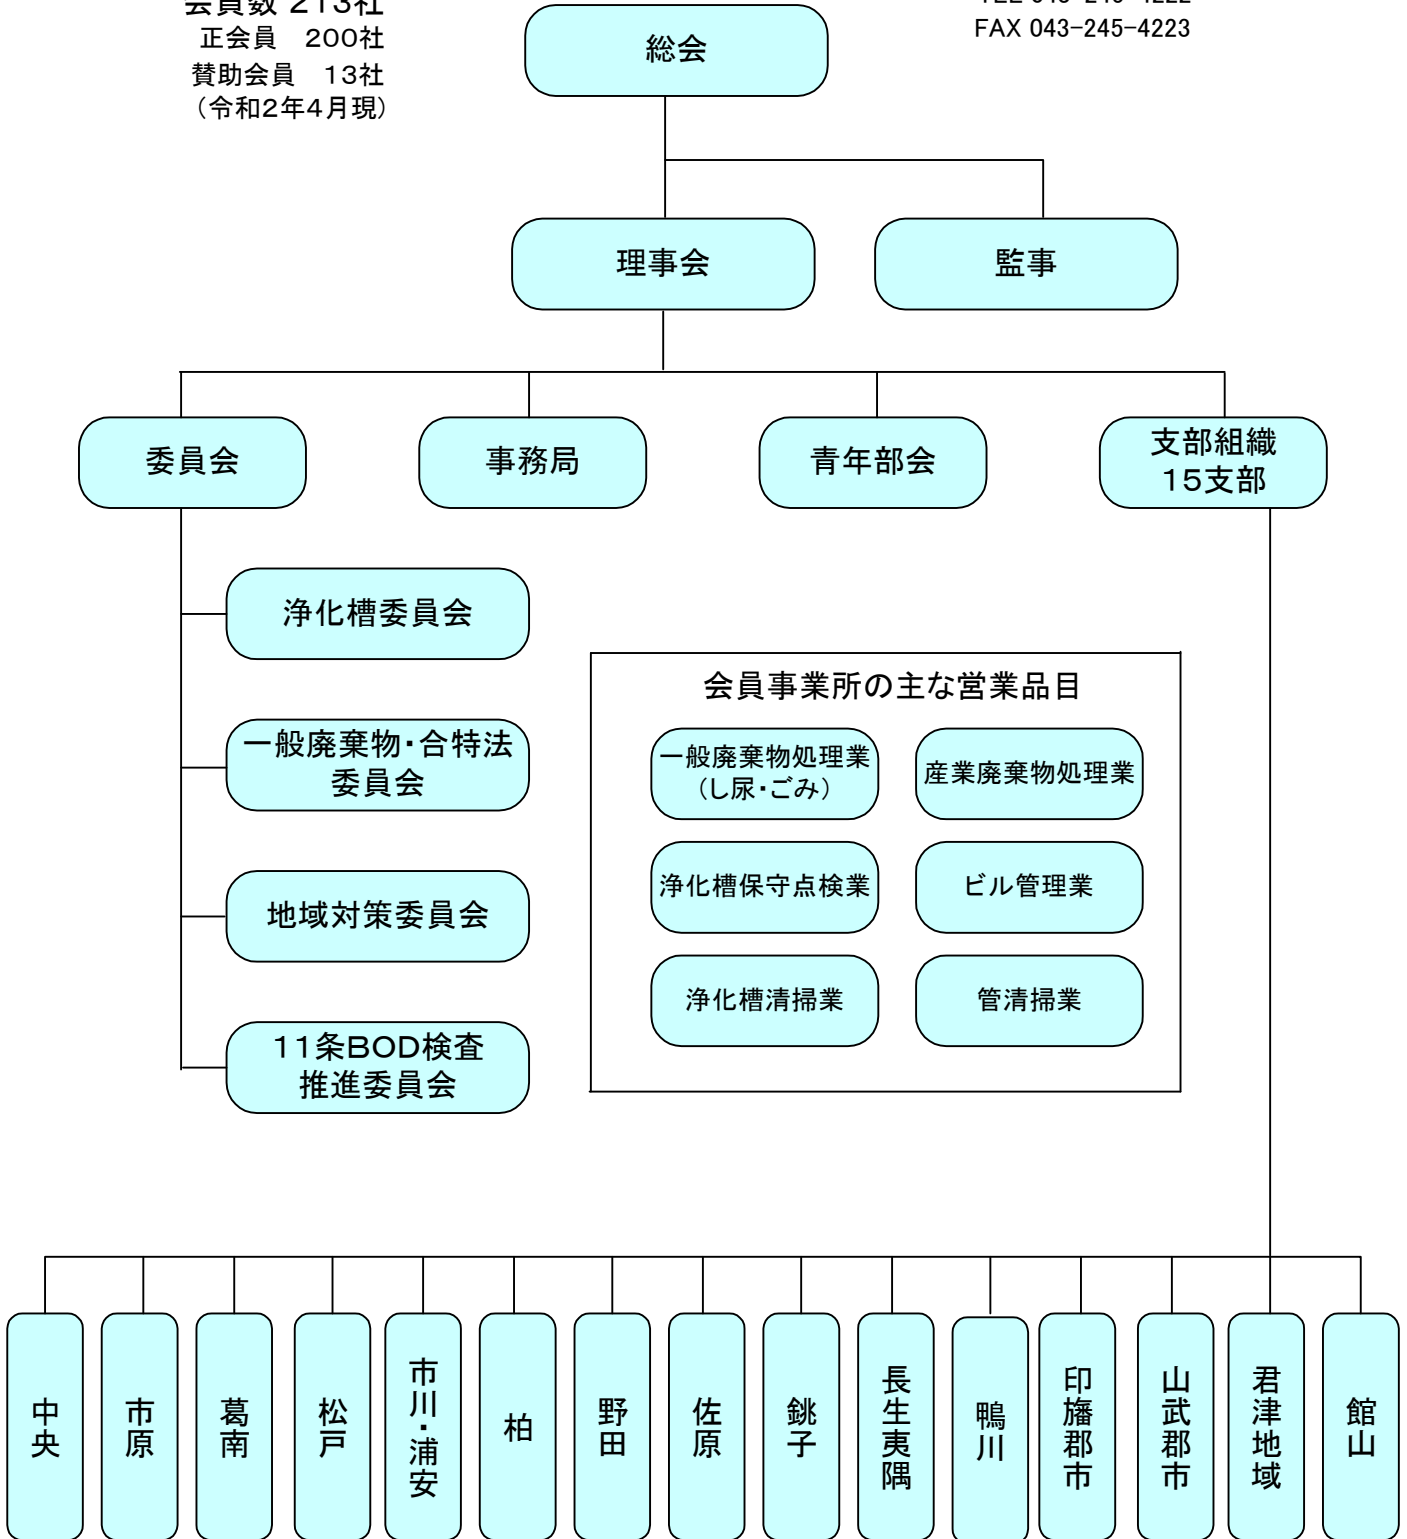 会員数 213社
正会員　200社
賛助会員　13社
（令和2年4月現）
FAX 043-245-4223
総会
理事会
監事
委員会
事務局
青年部会
支部組織
15支部
浄化槽委員会
一般廃棄物・合特法
委員会
地域対策委員会
11条BOD検査
推進委員会
会員事業所の主な営業品目
一般廃棄物処理業
（し尿・ごみ）
産業廃棄物処理業
浄化槽保守点検業
ビル管理業
浄化槽清掃業
管清掃業
中央
市原
葛南
松戸
市川・浦安
柏
野田
佐原
銚子
長生夷隅
鴨川
印旛郡市
山武郡市
君津地域
館山